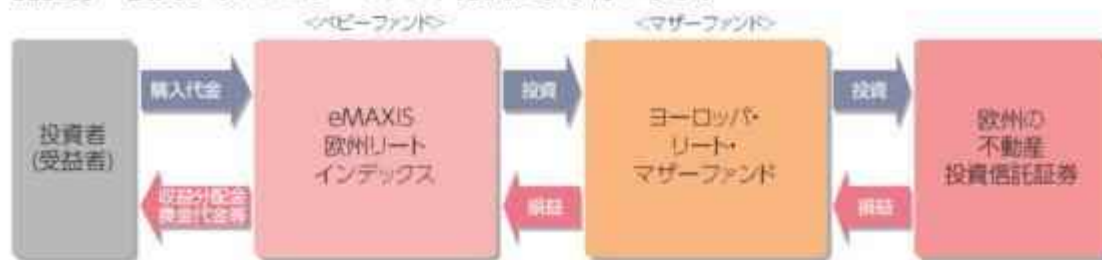 <ベビーファンド>
<マザーファンド>
投資者
(受益者)
購入代金
収益分配金
換金代金等
eMAXIS
欧州リート
インデックス
投資
損益
ヨーロッパ・
リート・
マザーファンド
投資
損益
欧州の
不動産
投資信託証券